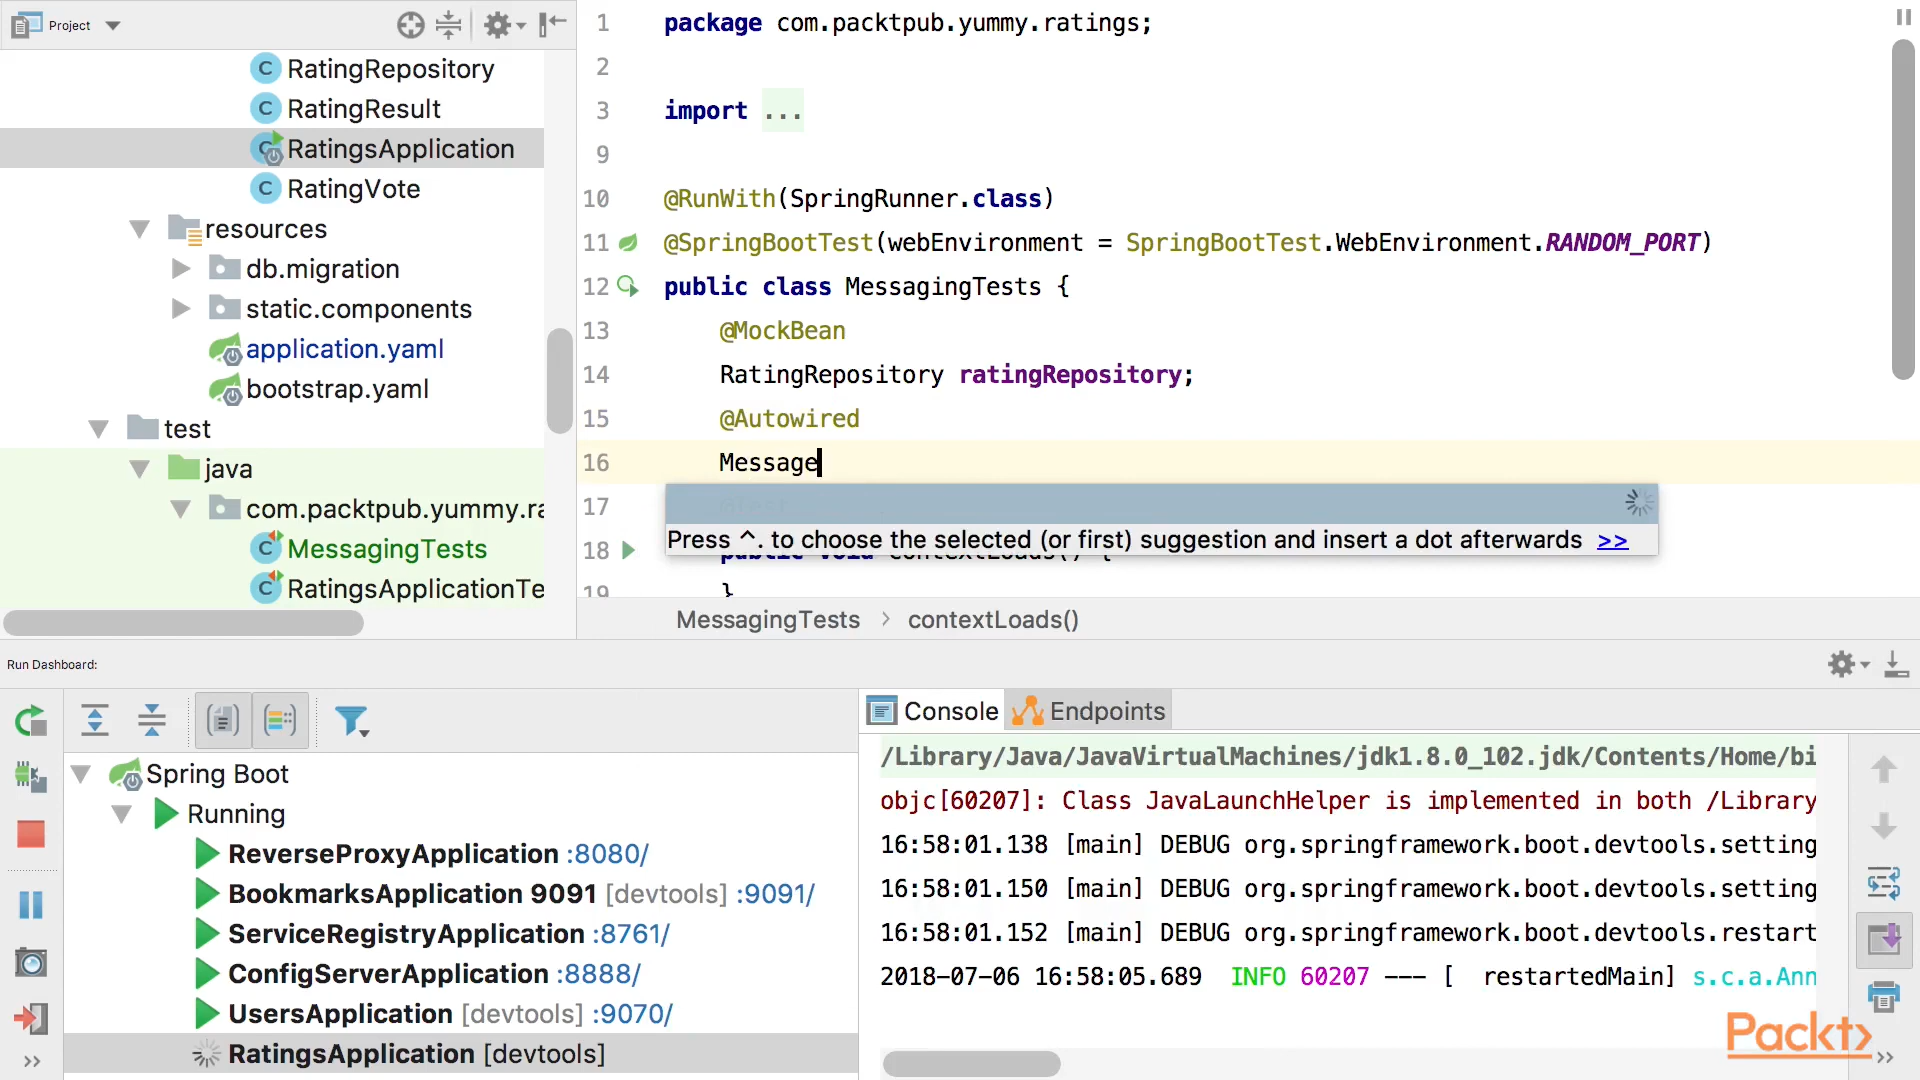 Project
RatingRepository
RatingResult
RatingsApplication
RatingVote
resources
db.migration
static.components
application.yaml
bootstrap.yaml
test
java
com.packtpub.yummy.ra
MessagingTests
RatingsApplicationTe
1 package com.packtpub.yummy.ratings;
2
3 import ...
9
10 @RunWith(SpringRunner.class)
11 @SpringBootTest(webEnvironment = SpringBootTest.WebEnvironment.RANDOM_PORT)
12 public class MessagingTests {
13 @MockBean
14 RatingRepository ratingRepository;
15 @Autowired
16 Message
17
Press ^. to choose the selected (or first) suggestion and insert a dot afterwards >>
18 public void contextLoads() {
19 }
MessagingTests > contextLoads()
Run Dashboard:
Spring Boot
Running
ReverseProxyApplication :8080/
BookmarksApplication 9091 [devtools] :9091/
ServiceRegistryApplication :8761/
ConfigServerApplication :8888/
UsersApplication [devtools] :9070/
RatingsApplication [devtools]
Console Endpoints
/Library/Java/JavaVirtualMachines/jdk1.8.0_102.jdk/Contents/Home/bi
objc[60207]: Class JavaLaunchHelper is implemented in both /Library
16:58:01.138 [main] DEBUG org.springframework.boot.devtools.setting
16:58:01.150 [main] DEBUG org.springframework.boot.devtools.setting
16:58:01.152 [main] DEBUG org.springframework.boot.devtools.restart
2018-07-06 16:58:05.689 INFO 60207 --- [ restartedMain] s.c.a.Ann
Packt>